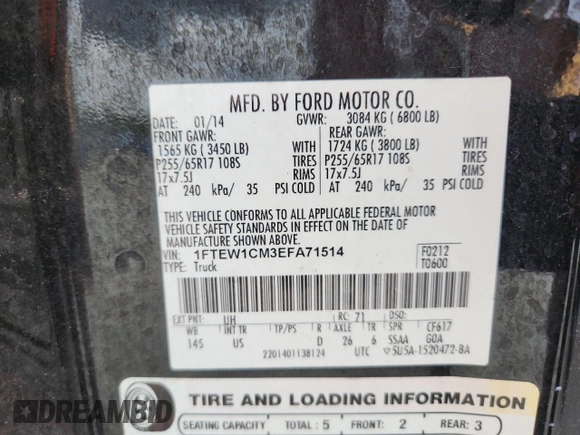 MFD. BY FORD MOTOR CO.
DATE: 01/14 GVWR: 3084 KG ( 6800 LB)
FRONT GAWR: REAR GAWR:
1565 KG ( 3450 LB) WITH 1724 KG ( 3800 LB) WITH
P255/65R17 108S TIRES P255/65R17 108S TIRES
17x7.5J RIMS 17x7.5J RIMS
AT 240 kPa/ 35 PSI COLD AT 240 kPa/ 35 PSI COLD
THIS VEHICLE CONFORMS TO ALL APPLICABLE FEDERAL MOTOR
VEHICLE SAFETY STANDARDS IN EFFECT ON THE DATE OF
MANUFACTURE SHOWN ABOVE.
VIN: 1FTEW1CM3EFA71514 F0212
TYPE: Truck T0600
EXT PNT: UH RC: 71 DSO:
WB INT TR TP/PS R AXLE TR SPR CF617
145 US D 26 6 SSAA GOA
2201401138124 UTC 5U5A-1520472-BA
TIRE AND LOADING INFORMATION
SEATING CAPACITY TOTAL: 5 FRONT: 2 REAR: 3
DREAMBID